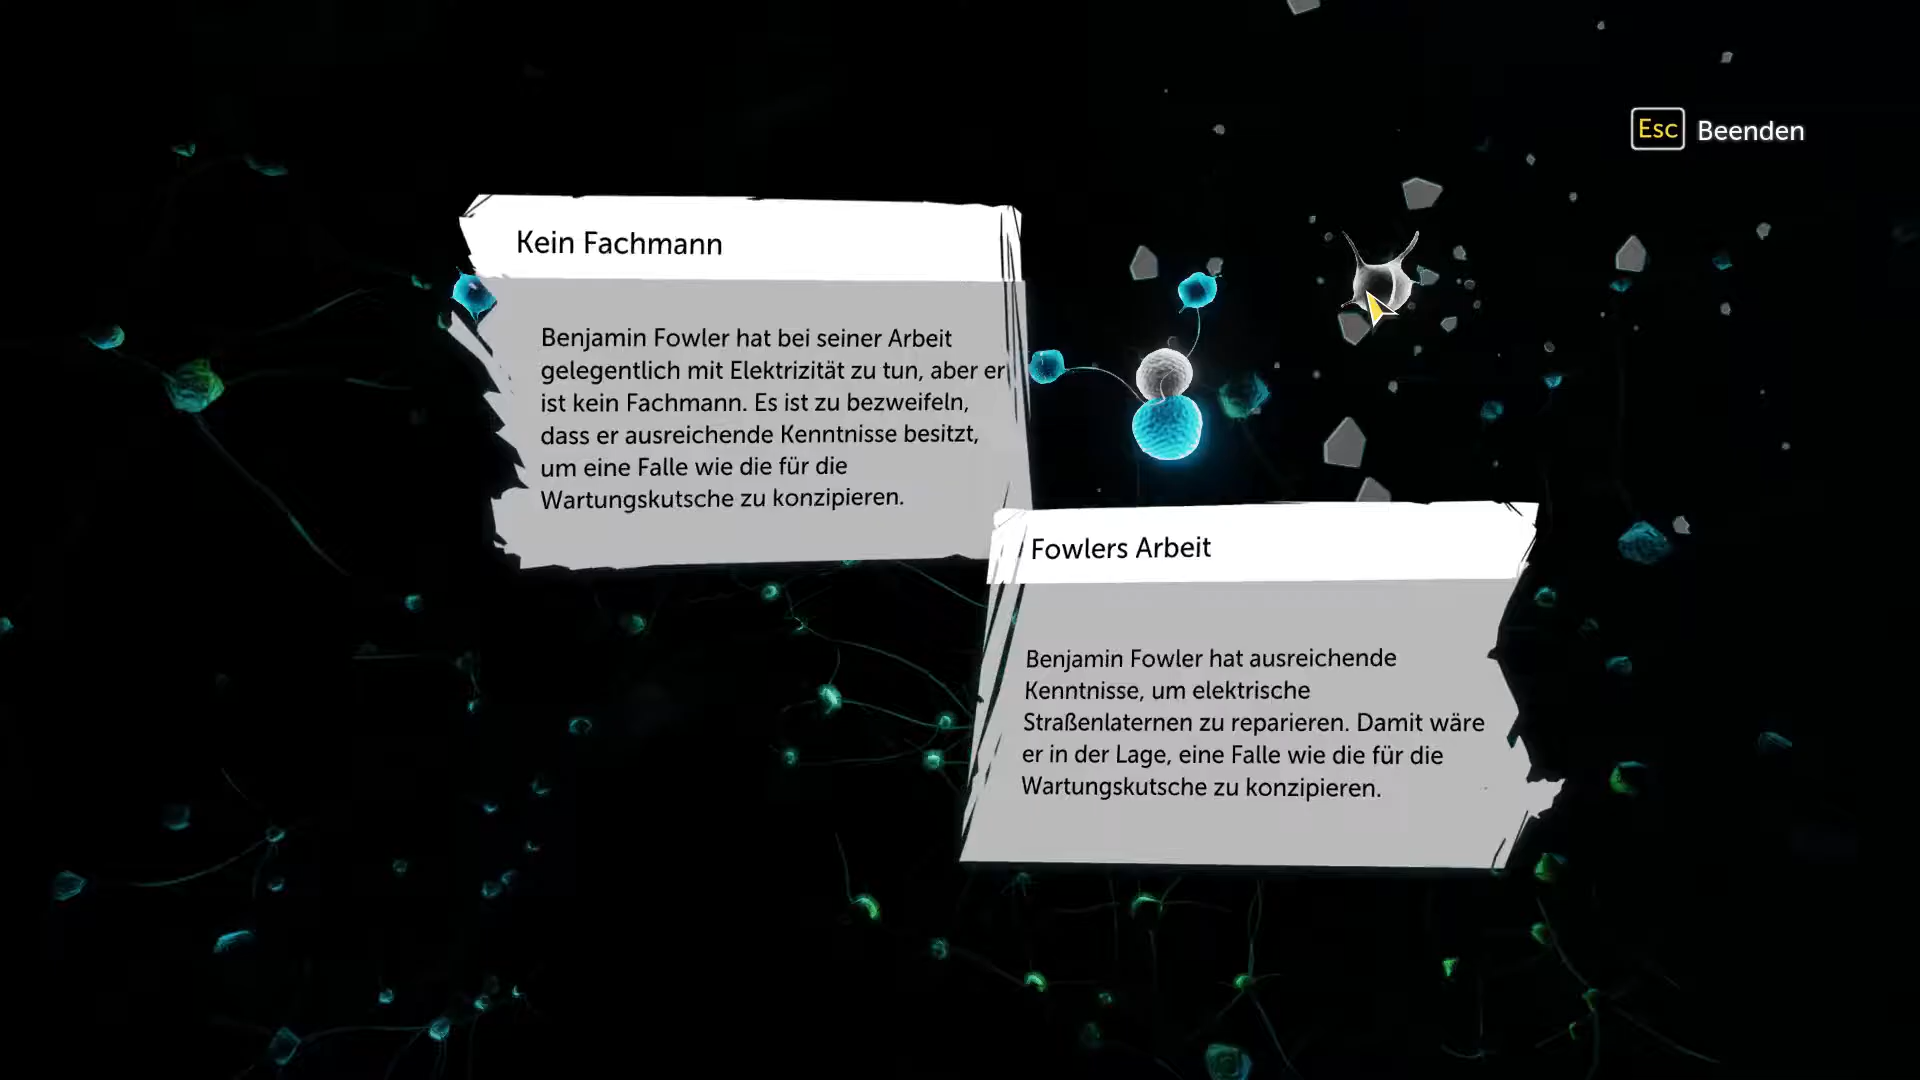 Esc Beenden
Kein Fachmann
Benjamin Fowler hat bei seiner Arbeit
gelegentlich mit Elektrizität zu tun, aber er
ist kein Fachmann. Es ist zu bezweifeln,
dass er ausreichende Kenntnisse besitzt,
um eine Falle wie die für die
Wartungskutsche zu konzipieren.
Fowlers Arbeit
Benjamin Fowler hat ausreichende
Kenntnisse, um elektrische
Straßenlaternen zu reparieren. Damit wäre
er in der Lage, eine Falle wie die für die
Wartungskutsche zu konzipieren.